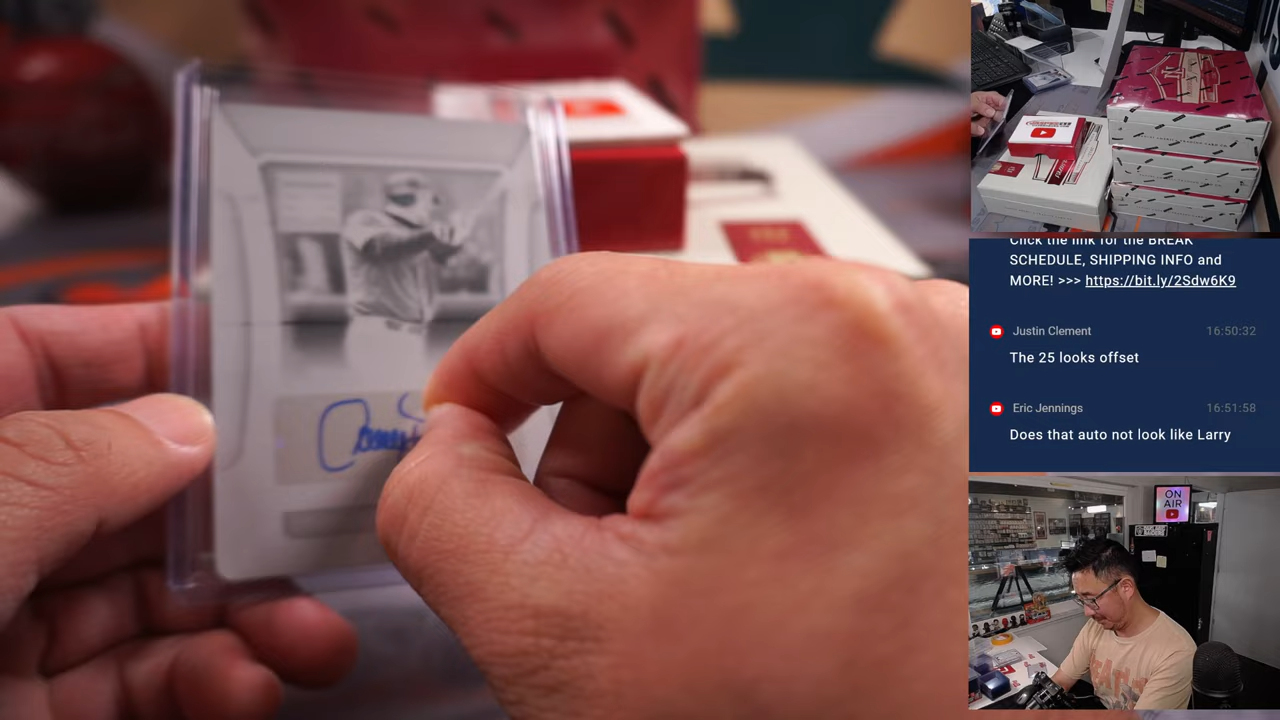 Click the link for the BREAK
SCHEDULE, SHIPPING INFO and
MORE! >>> https://bit.ly/2Sdw6K9
Justin Clement 16:50:32
The 25 looks offset
Eric Jennings 16:51:58
Does that auto not look like Larry
ON
AIR